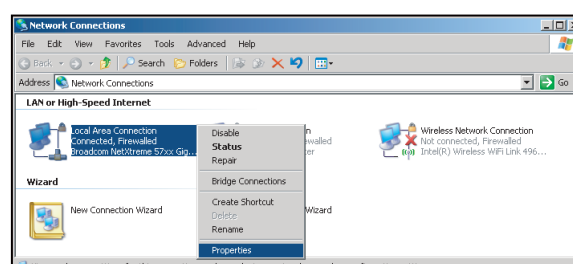 Network Connections
File Edit View Favorites Tools Advanced Help
Back Search Folders
Address Network Connections Go
LAN or High-Speed Internet
Local Area Connection
Connected, Firewalled
Broadcom NetXtreme 57xx Gig...
Wireless Network Connection
Not connected, Firewalled
Intel(R) Wireless WiFi Link 496...
Disable
Status
Repair
Bridge Connections
Create Shortcut
Delete
Rename
Properties
Wizard
New Connection Wizard
Wizard